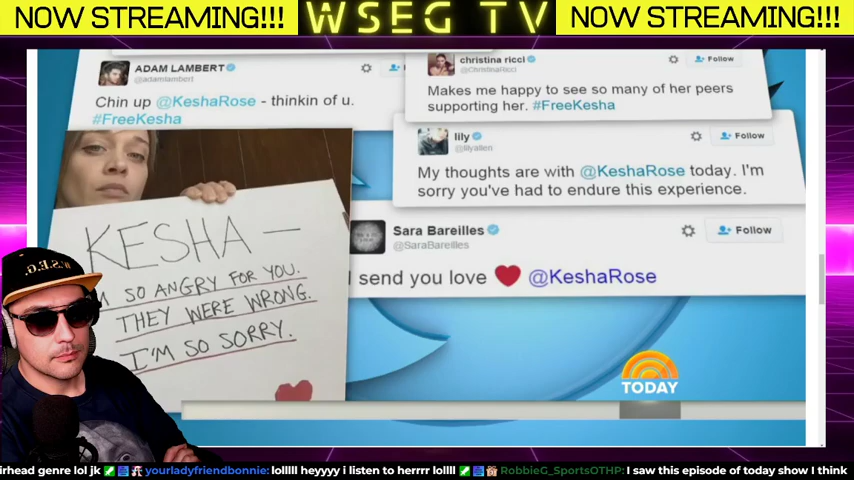 NOW STREAMING!!!
WSEG TV
NOW STREAMING!!!
ADAM LAMBERT
@adamlambert
Chin up @KeshaRose - thinkin of u.
#FreeKesha
christina ricci
@ChristinaRicci
Follow
Makes me happy to see so many of her peers
supporting her. #FreeKesha
lily
@lilyallen
Follow
My thoughts are with @KeshaRose today. I'm
sorry you've had to endure this experience.
Sara Bareilles
@SaraBareilles
Follow
I send you love ❤ @KeshaRose
KESHA —
SO ANGRY FOR YOU.
THEY WERE WRONG.
I'M SO SORRY.
W.S.E.G.
TODAY
irhead genre lol jk yourladyfriendbonnie: lolllll heyyyy i listen to herrrr lollll RobbieG_SportsOTHP: I saw this episode of today show I think